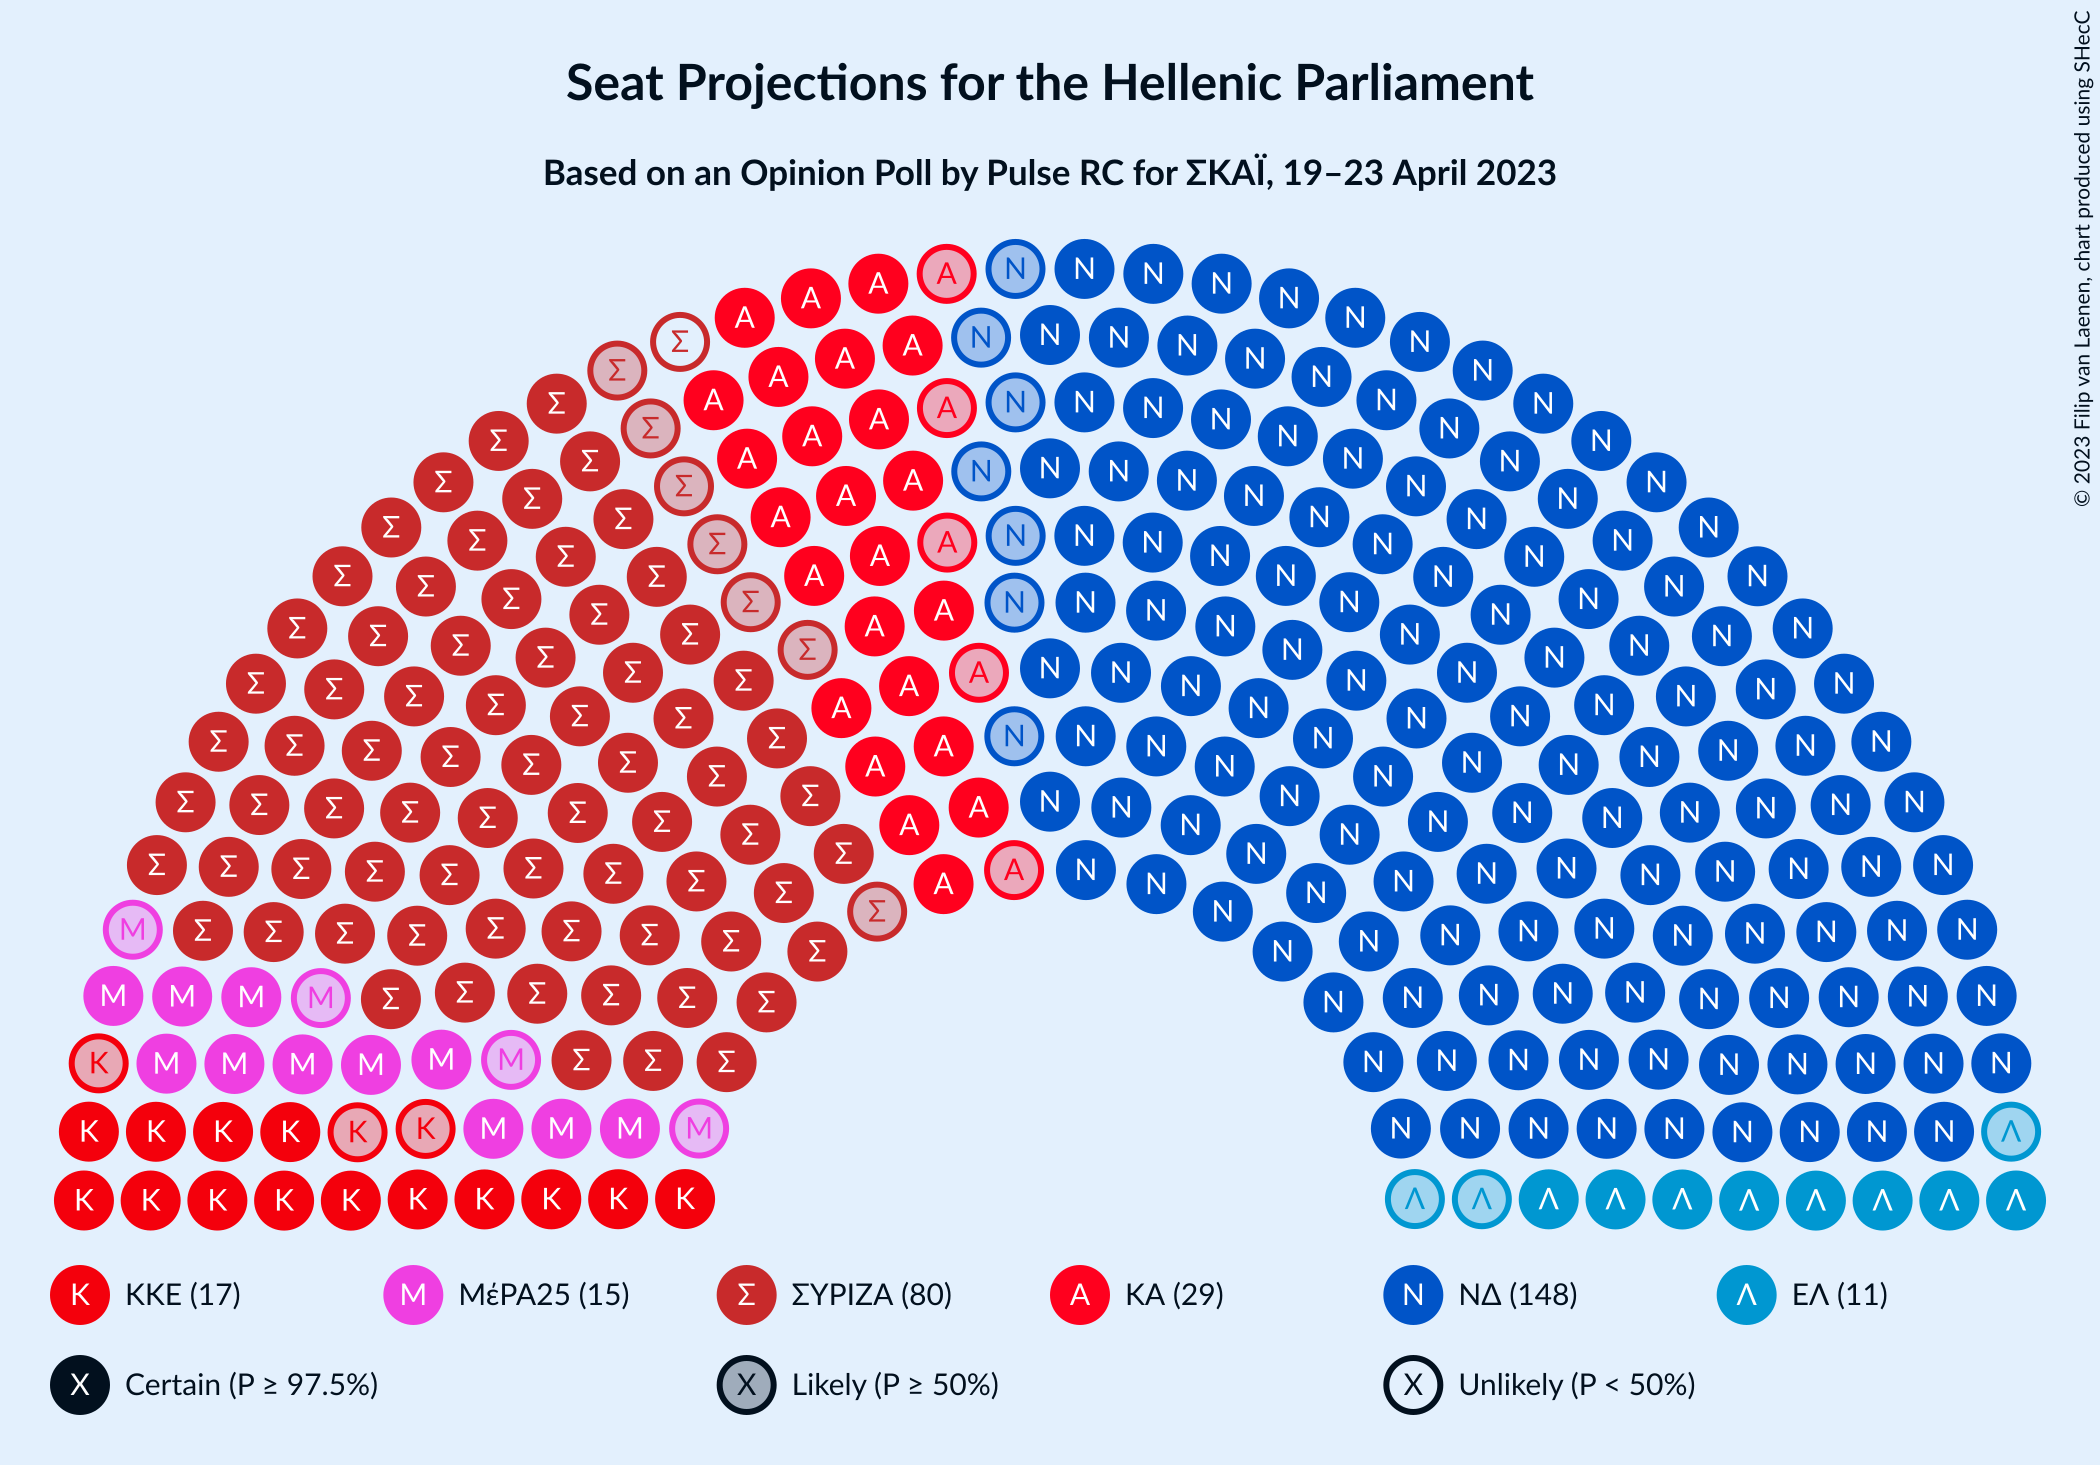 Seat Projections for the Hellenic Parliament
Based on an Opinion Poll by Pulse RC for ΣΚΑΪ, 19–23 April 2023
© 2023 Filip van Laenen, chart produced using SHecC
Κ ΚΚΕ (17) Μ ΜέΡΑ25 (15) Σ ΣΥΡΙΖΑ (80) Α ΚΑ (29) Ν ΝΔ (148) Λ ΕΛ (11)
X Certain (P ≥ 97.5%) X Likely (P ≥ 50%) X Unlikely (P < 50%)